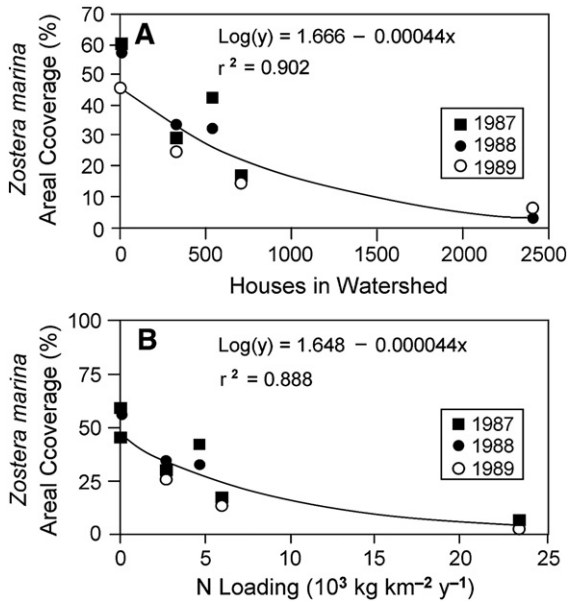 A
Log(y) = 1.666 − 0.00044x
r² = 0.902
70
60
50
40
30
20
10
0
Zostera marina
Areal Ccoverage (%)
1987
1988
1989
0 500 1000 1500 2000 2500
Houses in Watershed
B
Log(y) = 1.648 − 0.000044x
r² = 0.888
100
75
50
25
0
Zostera marina
Areal Ccoverage (%)
1987
1988
1989
0 5 10 15 20 25
N Loading (10³ kg km⁻² y⁻¹)